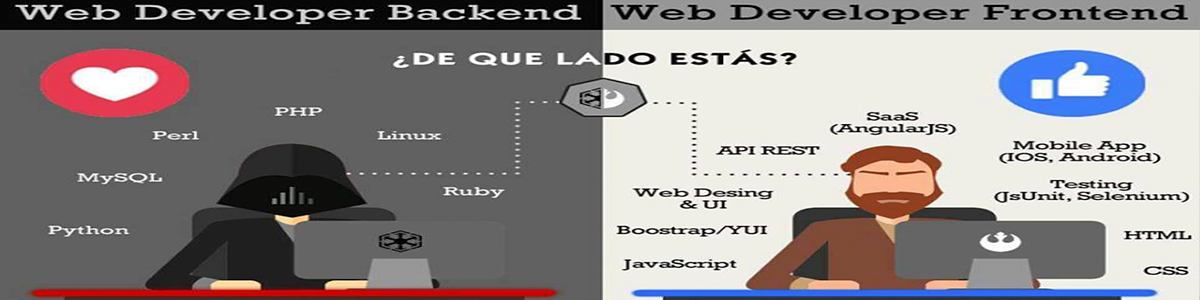 Web Developer Backend
Web Developer Frontend
¿DE QUE LADO ESTÁS?
PHP
Perl
Linux
MySQL
Ruby
Python
SaaS
(AngularJS)
API REST
Mobile App
(IOS, Android)
Web Desing
& UI
Testing
(JsUnit, Selenium)
Boostrap/YUI
HTML
JavaScript
CSS